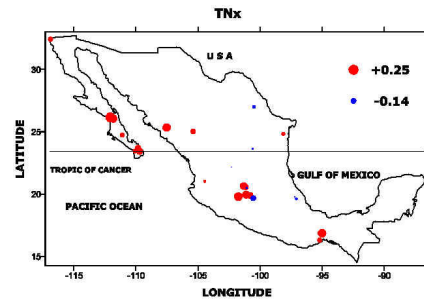 TNx
U S A
+0.25
-0.14
TROPIC OF CANCER
GULF OF MEXICO
PACIFIC OCEAN
LATITUDE
30
25
20
15
-115
-110
-105
-100
-95
-90
LONGITUDE